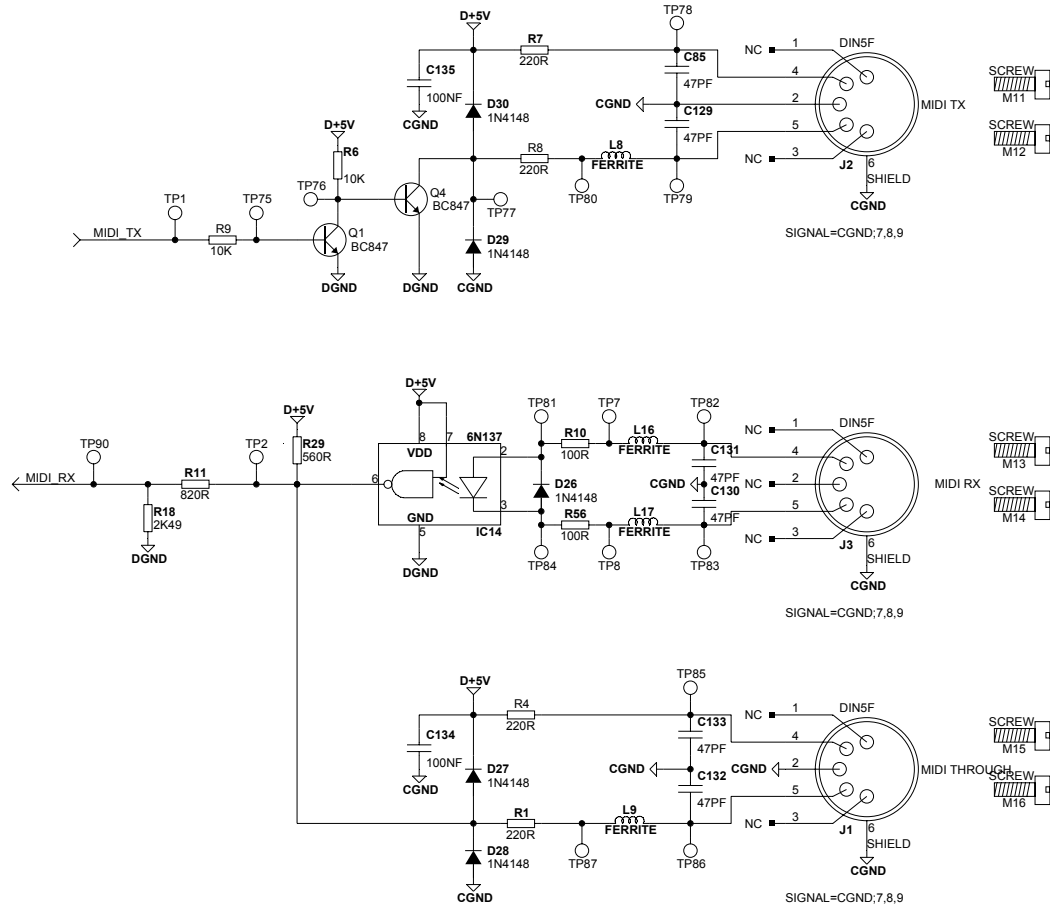 D+5V
TP78
R7
220R
NC
1
DIN5F
C135
100NF
CGND
C85
47PF
4
SCREW
M11
D30
1N4148
CGND
2
MIDI TX
C129
47PF
SCREW
M12
D+5V
R6
10K
R8
220R
L8
FERRITE
5
NC
3
J2
6
SHIELD
CGND
TP76
Q4
BC847
TP77
TP80
TP79
TP1
TP75
MIDI_TX
R9
10K
Q1
BC847
D29
1N4148
SIGNAL=CGND;7,8,9
DGND
DGND
CGND
D+5V
TP81
TP7
TP82
NC
1
DIN5F
D+5V
TP90
TP2
R29
560R
8
7
6N137
VDD
2
R10
100R
L16
FERRITE
C131
47PF
4
SCREW
M13
MIDI_RX
R11
820R
6
D26
1N4148
CGND
NC
2
MIDI RX
C130
47PF
R18
2K49
3
GND
5
IC14
R56
100R
L17
FERRITE
5
SCREW
M14
DGND
DGND
TP84
TP8
TP83
NC
3
J3
6
SHIELD
CGND
SIGNAL=CGND;7,8,9
D+5V
TP85
R4
220R
NC
1
DIN5F
C134
100NF
CGND
C133
47PF
4
SCREW
M15
D27
1N4148
CGND
CGND
2
MIDI THROUGH
C132
47PF
SCREW
M16
R1
220R
L9
FERRITE
5
NC
3
J1
6
SHIELD
CGND
D28
1N4148
TP87
TP86
CGND
SIGNAL=CGND;7,8,9